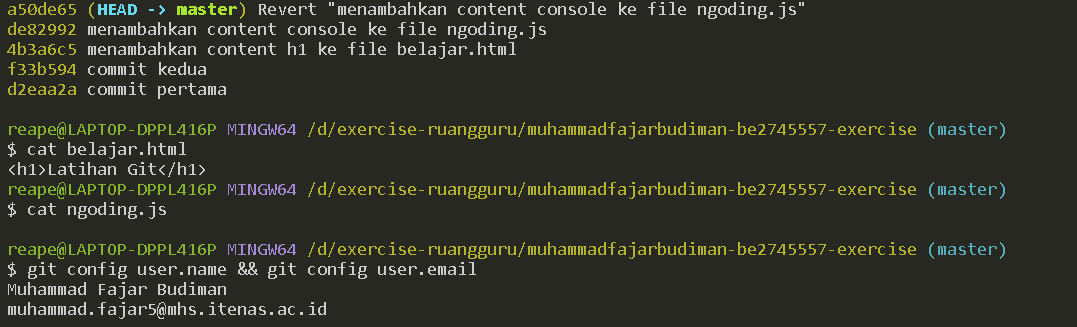 a50de65 (HEAD -> master) Revert "menambahkan content console ke file ngoding.js"
de82992 menambahkan content console ke file ngoding.js
4b3a6c5 menambahkan content h1 ke file belajar.html
f33b594 commit kedua
d2eaa2a commit pertama
reape@LAPTOP-DPPL416P MINGW64 /d/exercise-ruangguru/muhammadfajarbudiman-be2745557-exercise (master)
$ cat belajar.html
<h1>Latihan Git</h1>
reape@LAPTOP-DPPL416P MINGW64 /d/exercise-ruangguru/muhammadfajarbudiman-be2745557-exercise (master)
$ cat ngoding.js
reape@LAPTOP-DPPL416P MINGW64 /d/exercise-ruangguru/muhammadfajarbudiman-be2745557-exercise (master)
$ git config user.name && git config user.email
Muhammad Fajar Budiman
muhammad.fajar5@mhs.itenas.ac.id